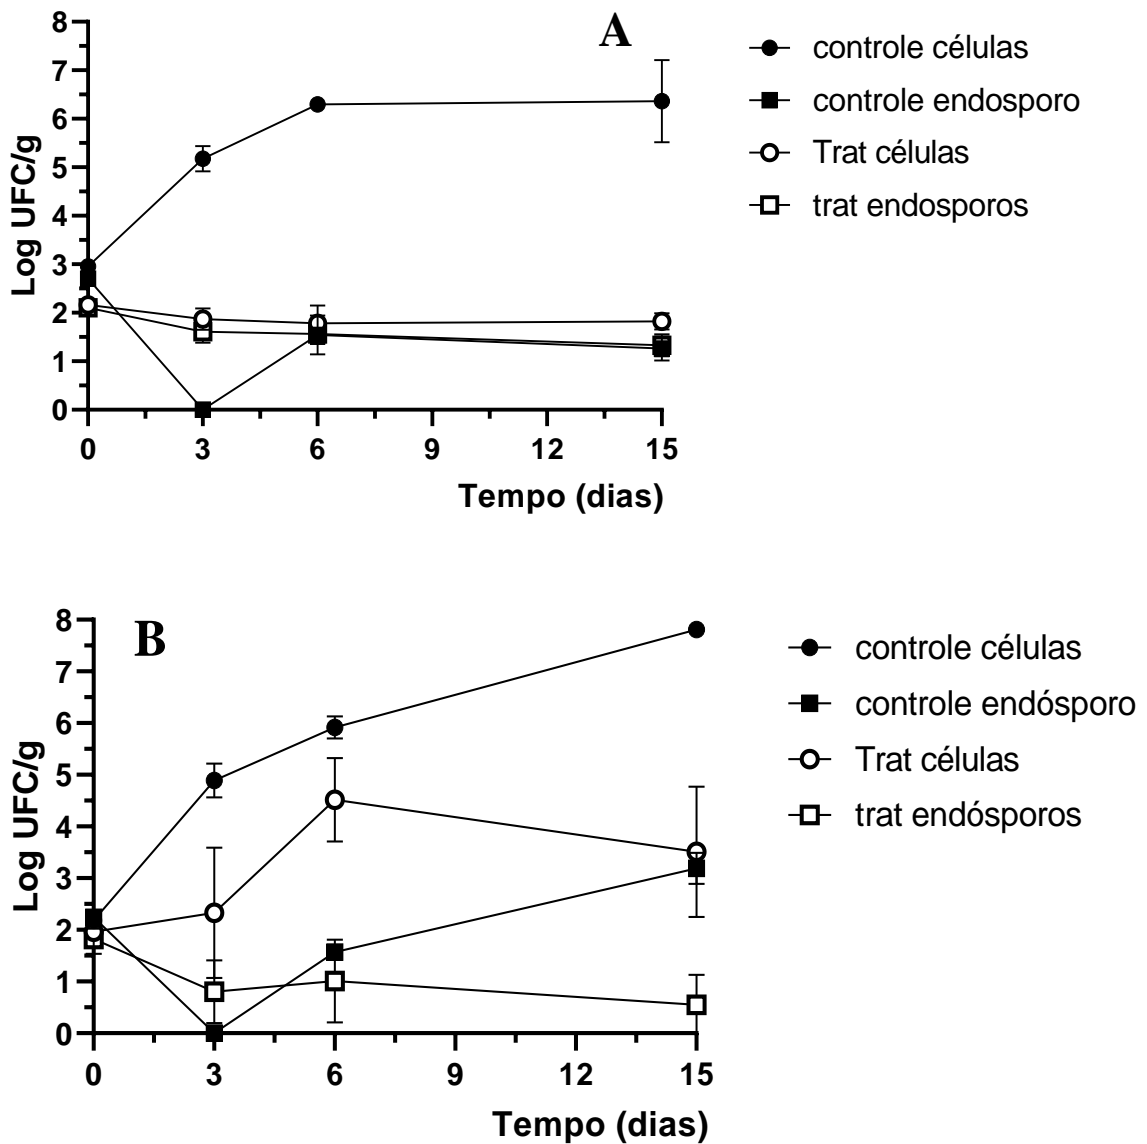 A
8
7
6
5
4
3
2
1
0
Log UFC/g
0 3 6 9 12 15
Tempo (dias)
controle células
controle endosporo
Trat células
trat endosporos
B
8
7
6
5
4
3
2
1
0
Log UFC/g
0 3 6 9 12 15
Tempo (dias)
controle células
controle endósporo
Trat células
trat endósporos